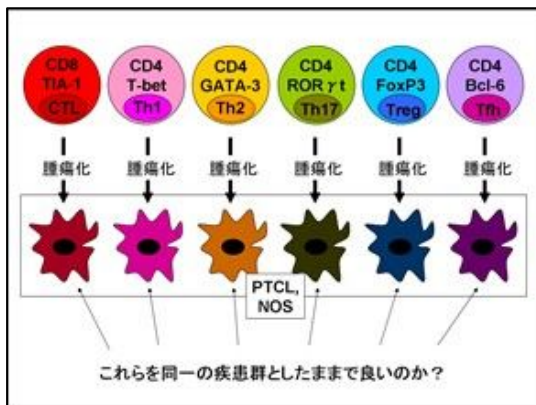 CD8
TIA-1
CTL
CD4
T-bet
Th1
CD4
GATA-3
Th2
CD4
RORγt
Th17
CD4
FoxP3
Treg
CD4
Bcl-6
Tfh
腫瘍化
腫瘍化
腫瘍化
腫瘍化
腫瘍化
腫瘍化
PTCL,
NOS
これらを同一の疾患群としたままで良いのか？